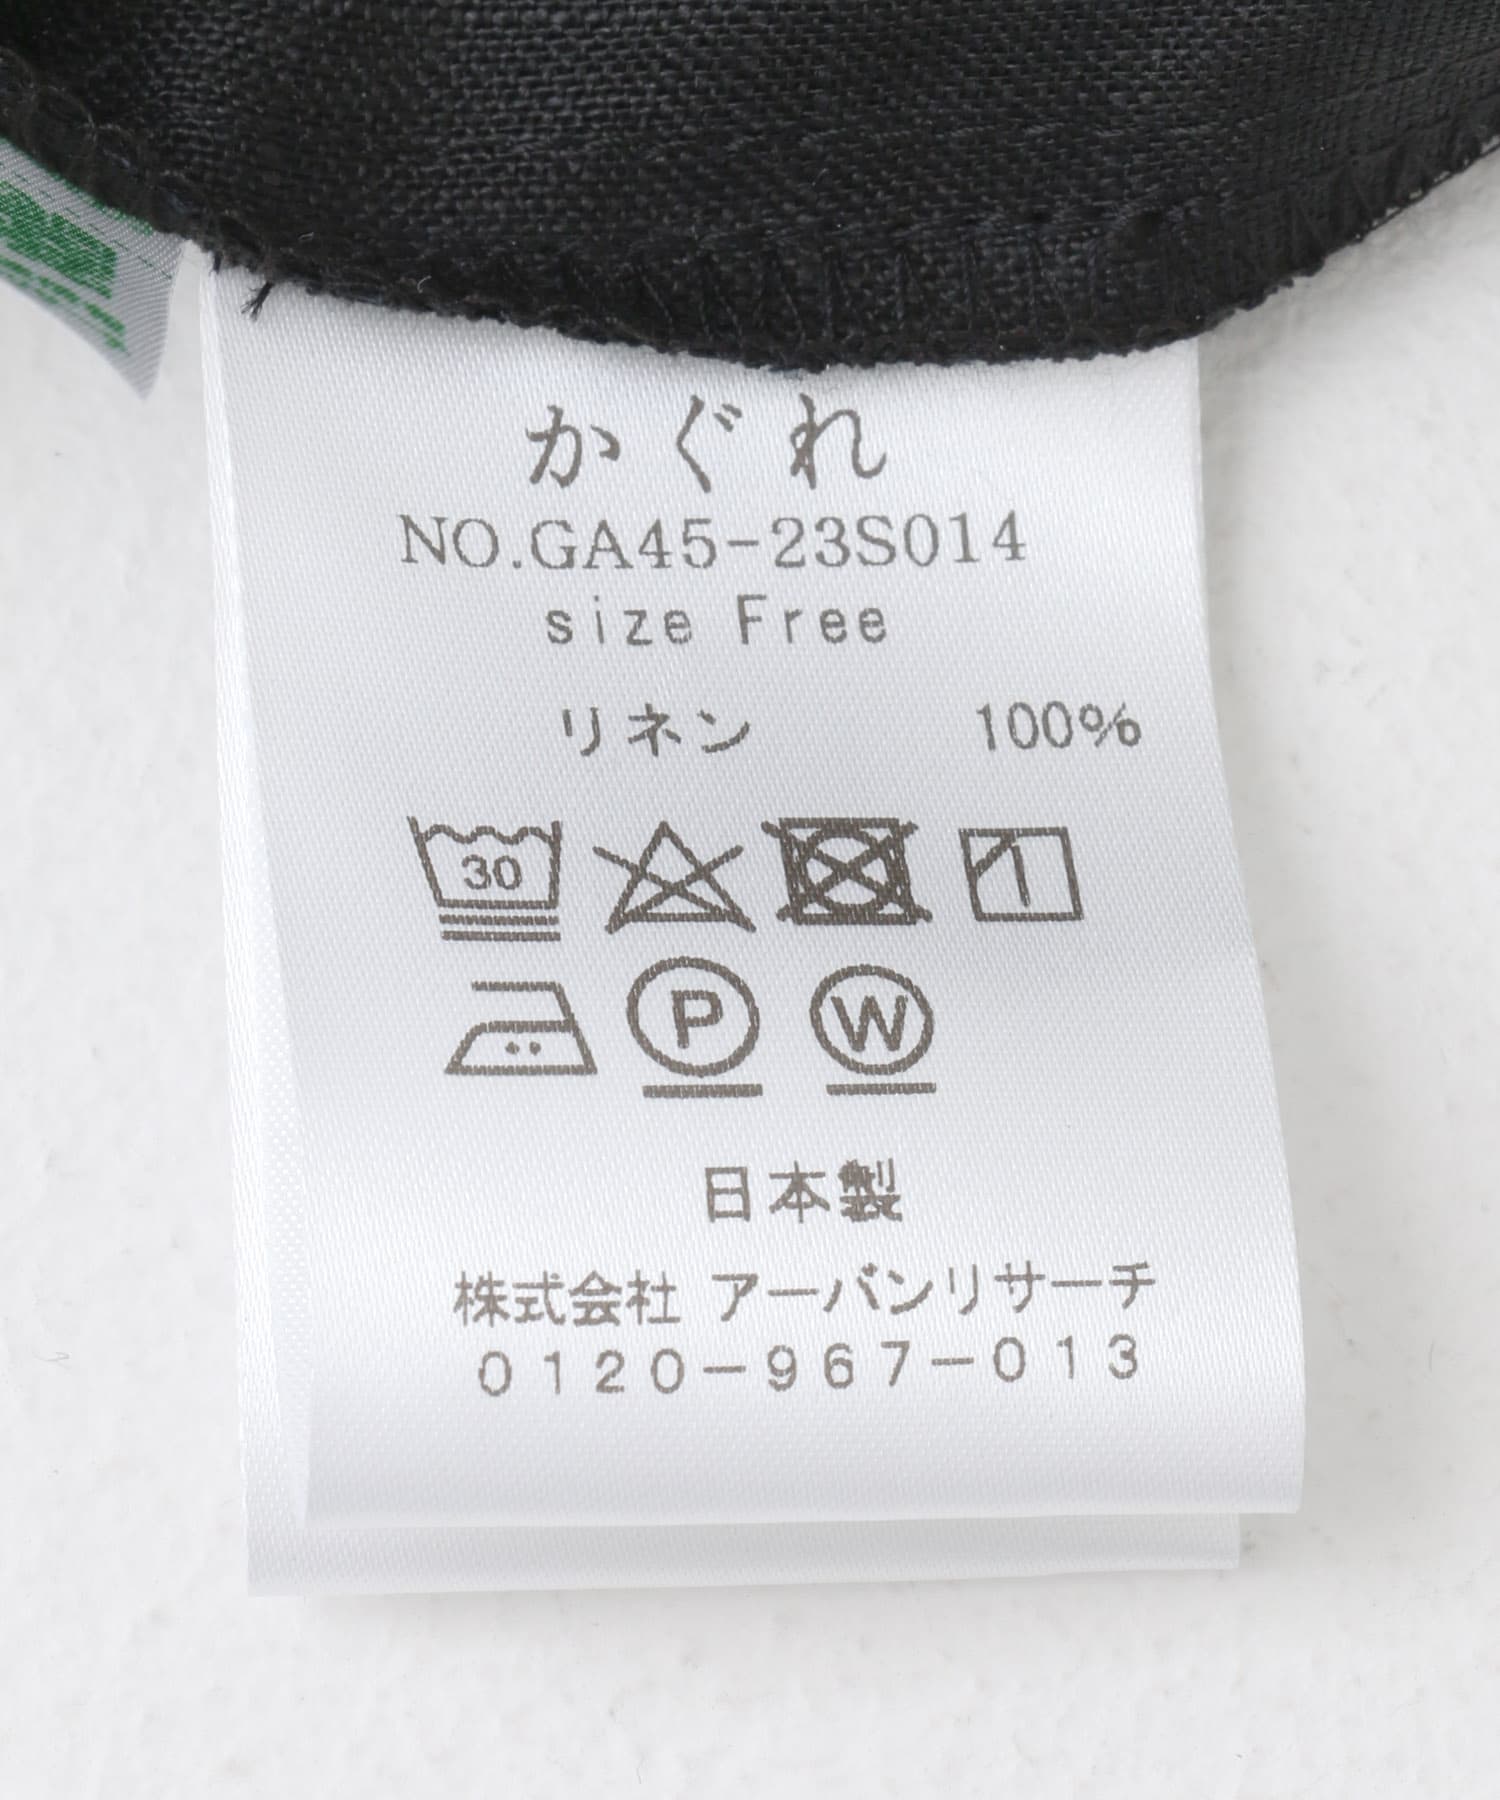 かぐれ
NO.GA45-23S014
size Free
リネン 100%
30
P W
日本製
株式会社 アーバンリサーチ
0120-967-013